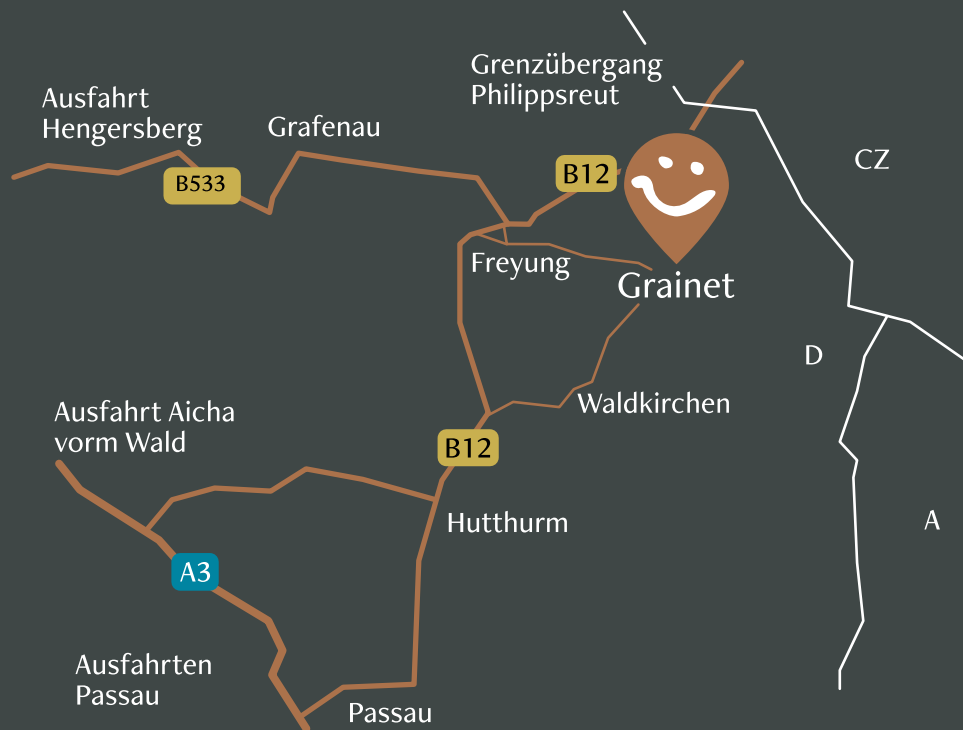 Grenzübergang
Philippsreut
Ausfahrt
Hengersberg
Grafenau
CZ
B12
B533
Freyung
Grainet
D
Ausfahrt Aicha
vorm Wald
Waldkirchen
B12
Hutthurm
A
A3
Ausfahrten
Passau
Passau